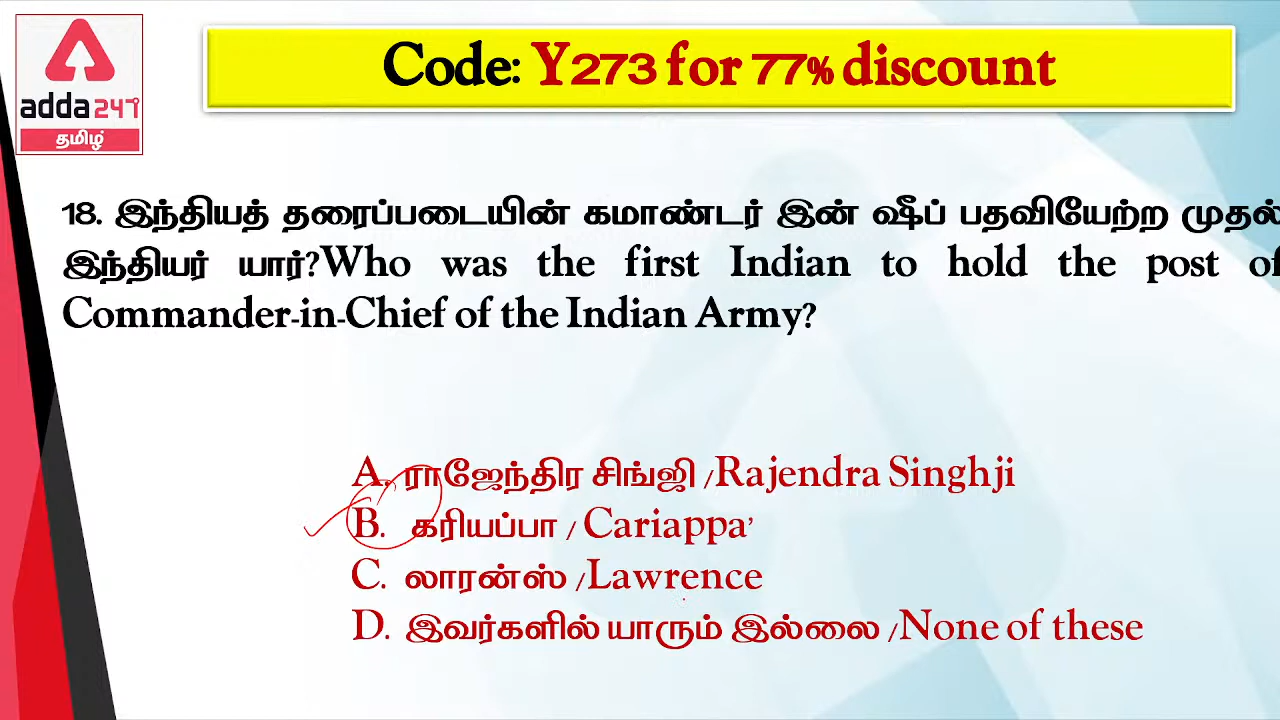 Code: Y273 for 77% discount
adda247
தமிழ்
18. இந்தியத் தரைப்படையின் கமாண்டர் இன் ஷீப் பதவியேற்ற முதல்
இந்தியர் யார்?Who was the first Indian to hold the post of
Commander-in-Chief of the Indian Army?
A. ராஜேந்திர சிங்ஜி /Rajendra Singhji
B. கரியப்பா / Cariappa’
C. லாரன்ஸ் /Lawrence
D. இவர்களில் யாரும் இல்லை /None of these